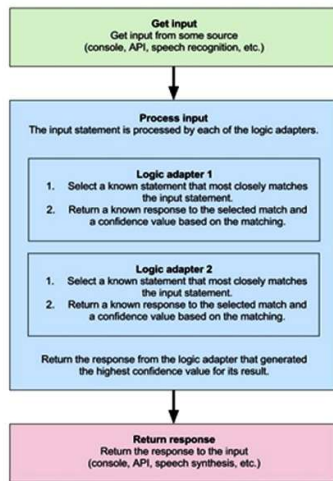 Get input
Get input from some source
(console, API, speech recognition, etc.)
Process input
The input statement is processed by each of the logic adapters.
Logic adapter 1
1. Select a known statement that most closely matches
the input statement.
2. Return a known response to the selected match and
a confidence value based on the matching.
Logic adapter 2
1. Select a known statement that most closely matches
the input statement.
2. Return a known response to the selected match and
a confidence value based on the matching.
Return the response from the logic adapter that generated
the highest confidence value for its result.
Return response
Return the response to the input
(console, API, speech synthesis, etc.)